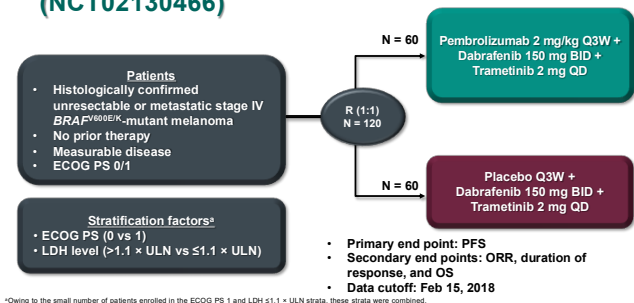 (NCT02130466)
Patients
• Histologically confirmed
unresectable or metastatic stage IV
BRAFV600E/K-mutant melanoma
• No prior therapy
• Measurable disease
• ECOG PS 0/1
Stratification factorsa
• ECOG PS (0 vs 1)
• LDH level (>1.1 × ULN vs ≤1.1 × ULN)
R (1:1)
N = 120
N = 60
Pembrolizumab 2 mg/kg Q3W +
Dabrafenib 150 mg BID +
Trametinib 2 mg QD
N = 60
Placebo Q3W +
Dabrafenib 150 mg BID +
Trametinib 2 mg QD
• Primary end point: PFS
• Secondary end points: ORR, duration of
response, and OS
• Data cutoff: Feb 15, 2018
aOwing to the small number of patients enrolled in the ECOG PS 1 and LDH ≤1.1 × ULN strata, these strata were combined.